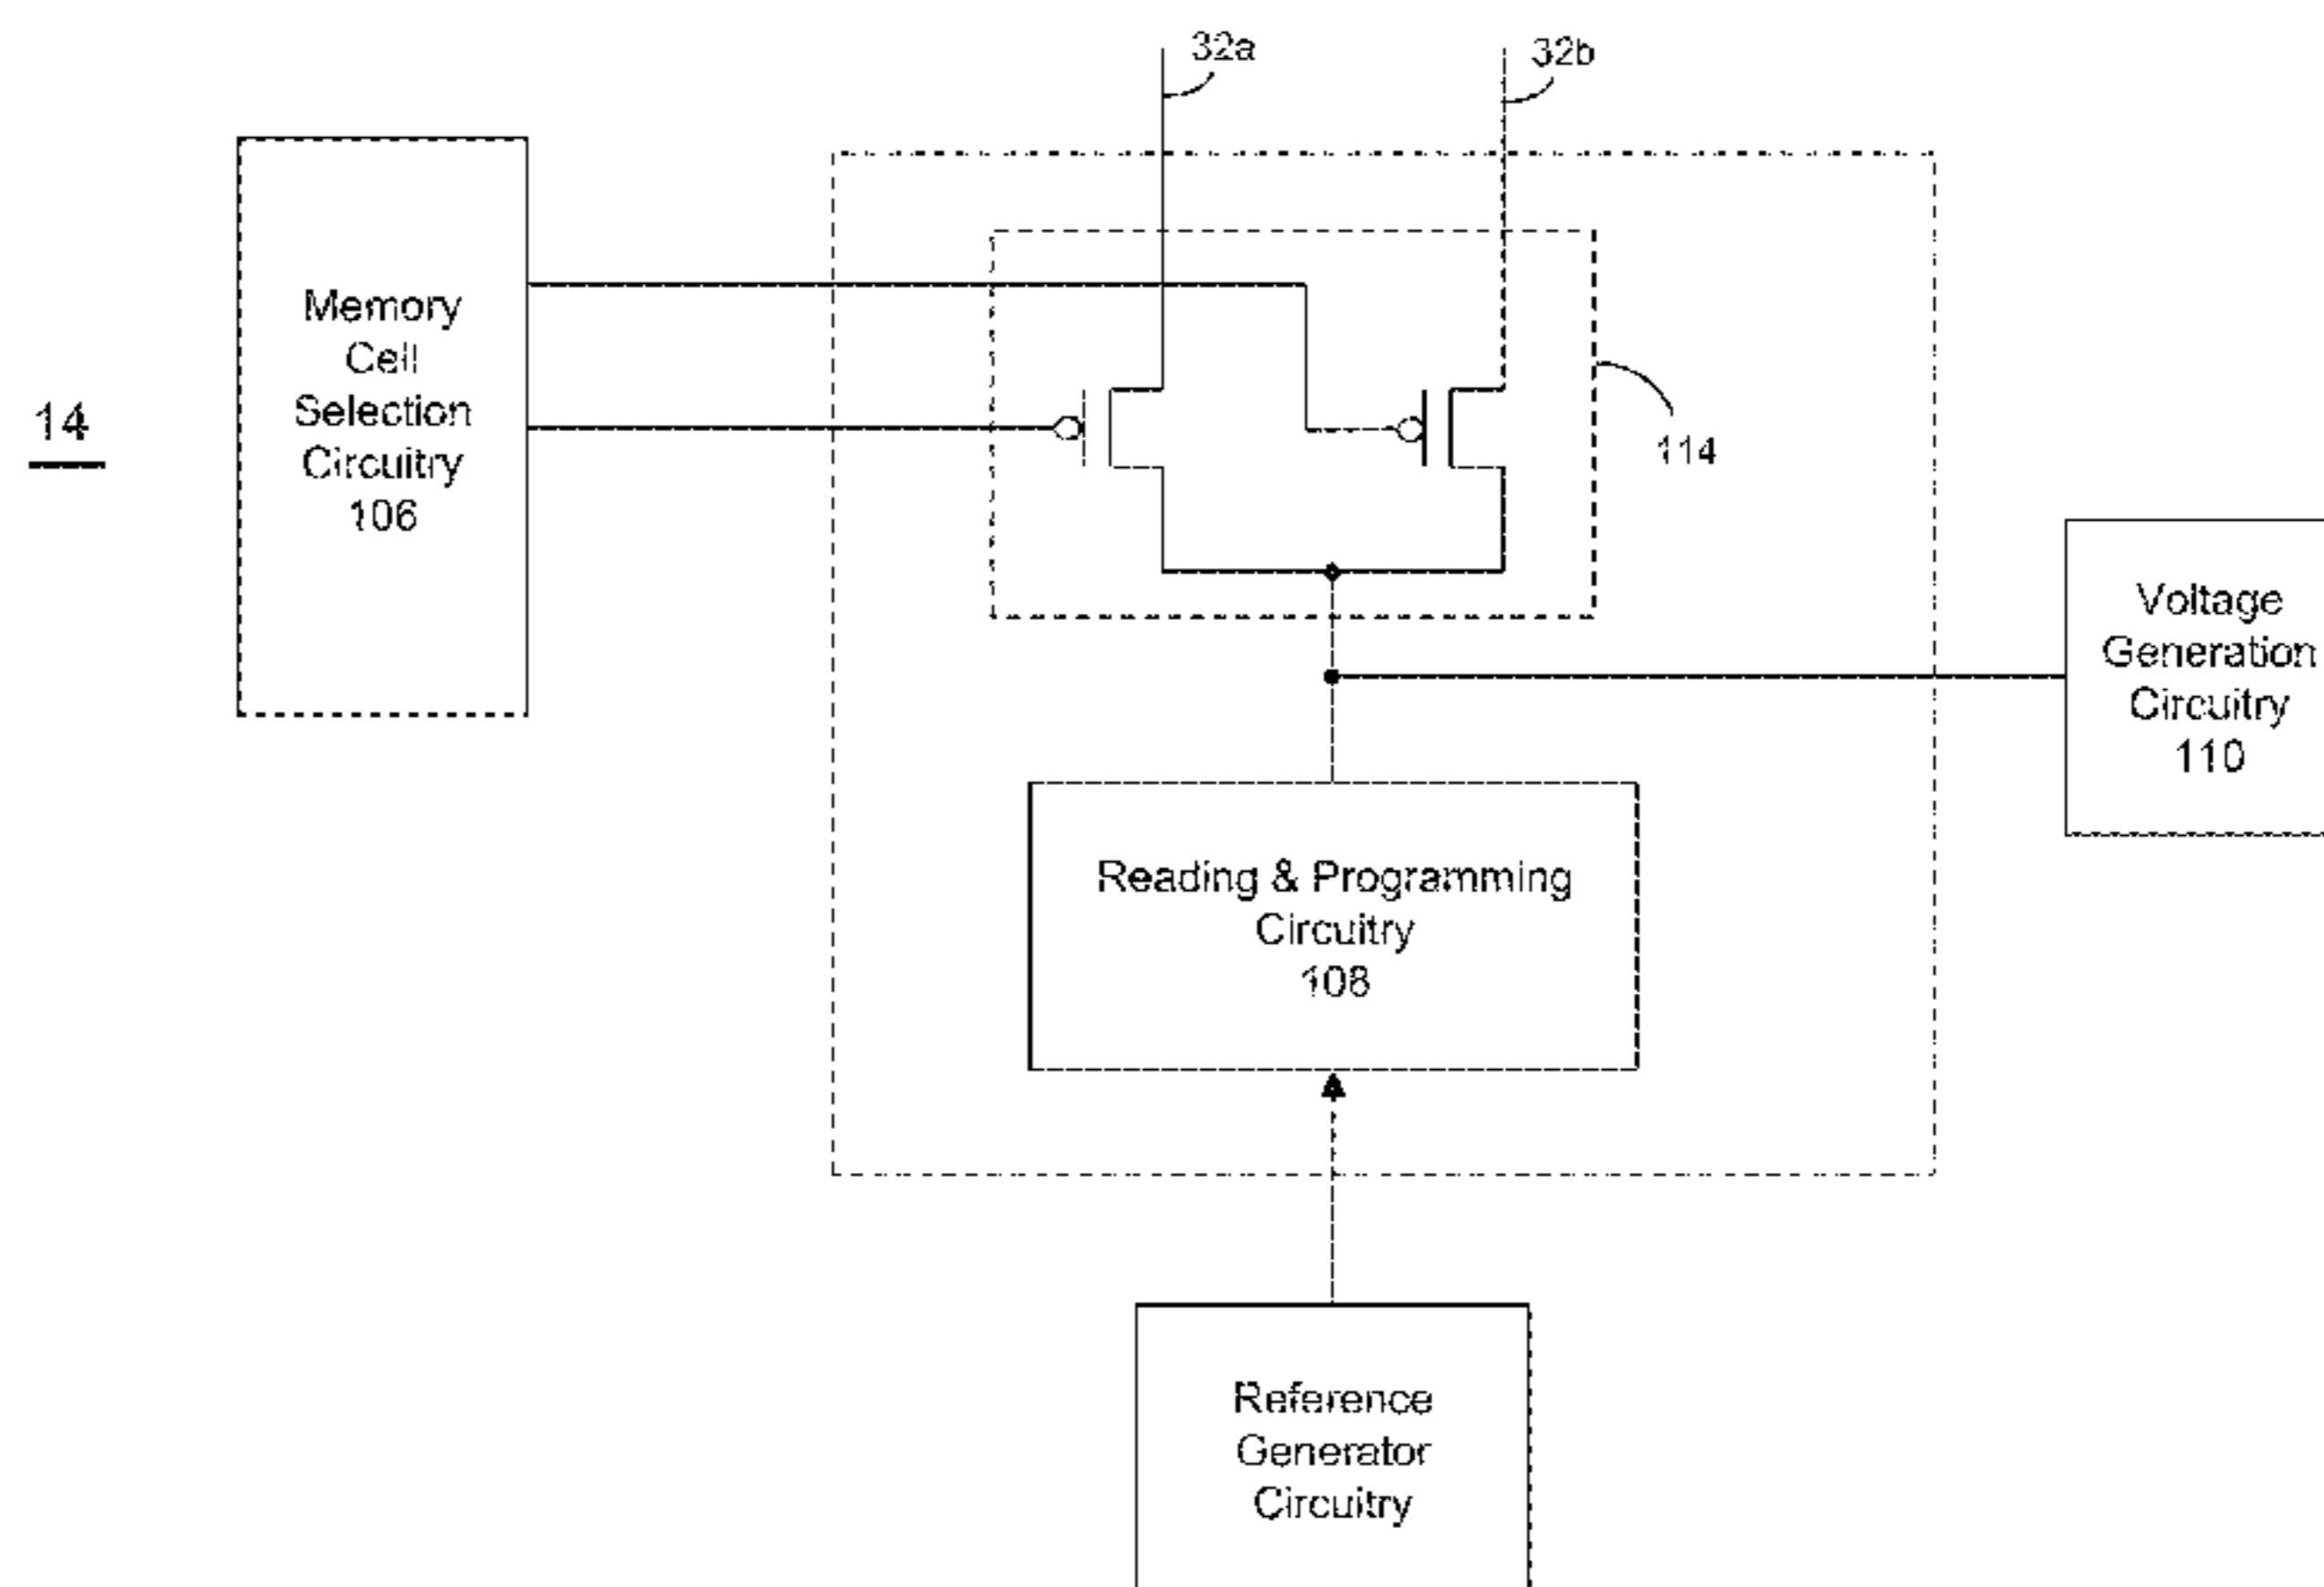 32a
32b
Memory
Cell
Selection
Circuitry
106
14
114
Voltage
Generation
Circuitry
110
Reading & Programming
Circuitry
108
Reference
Generator
Circuitry